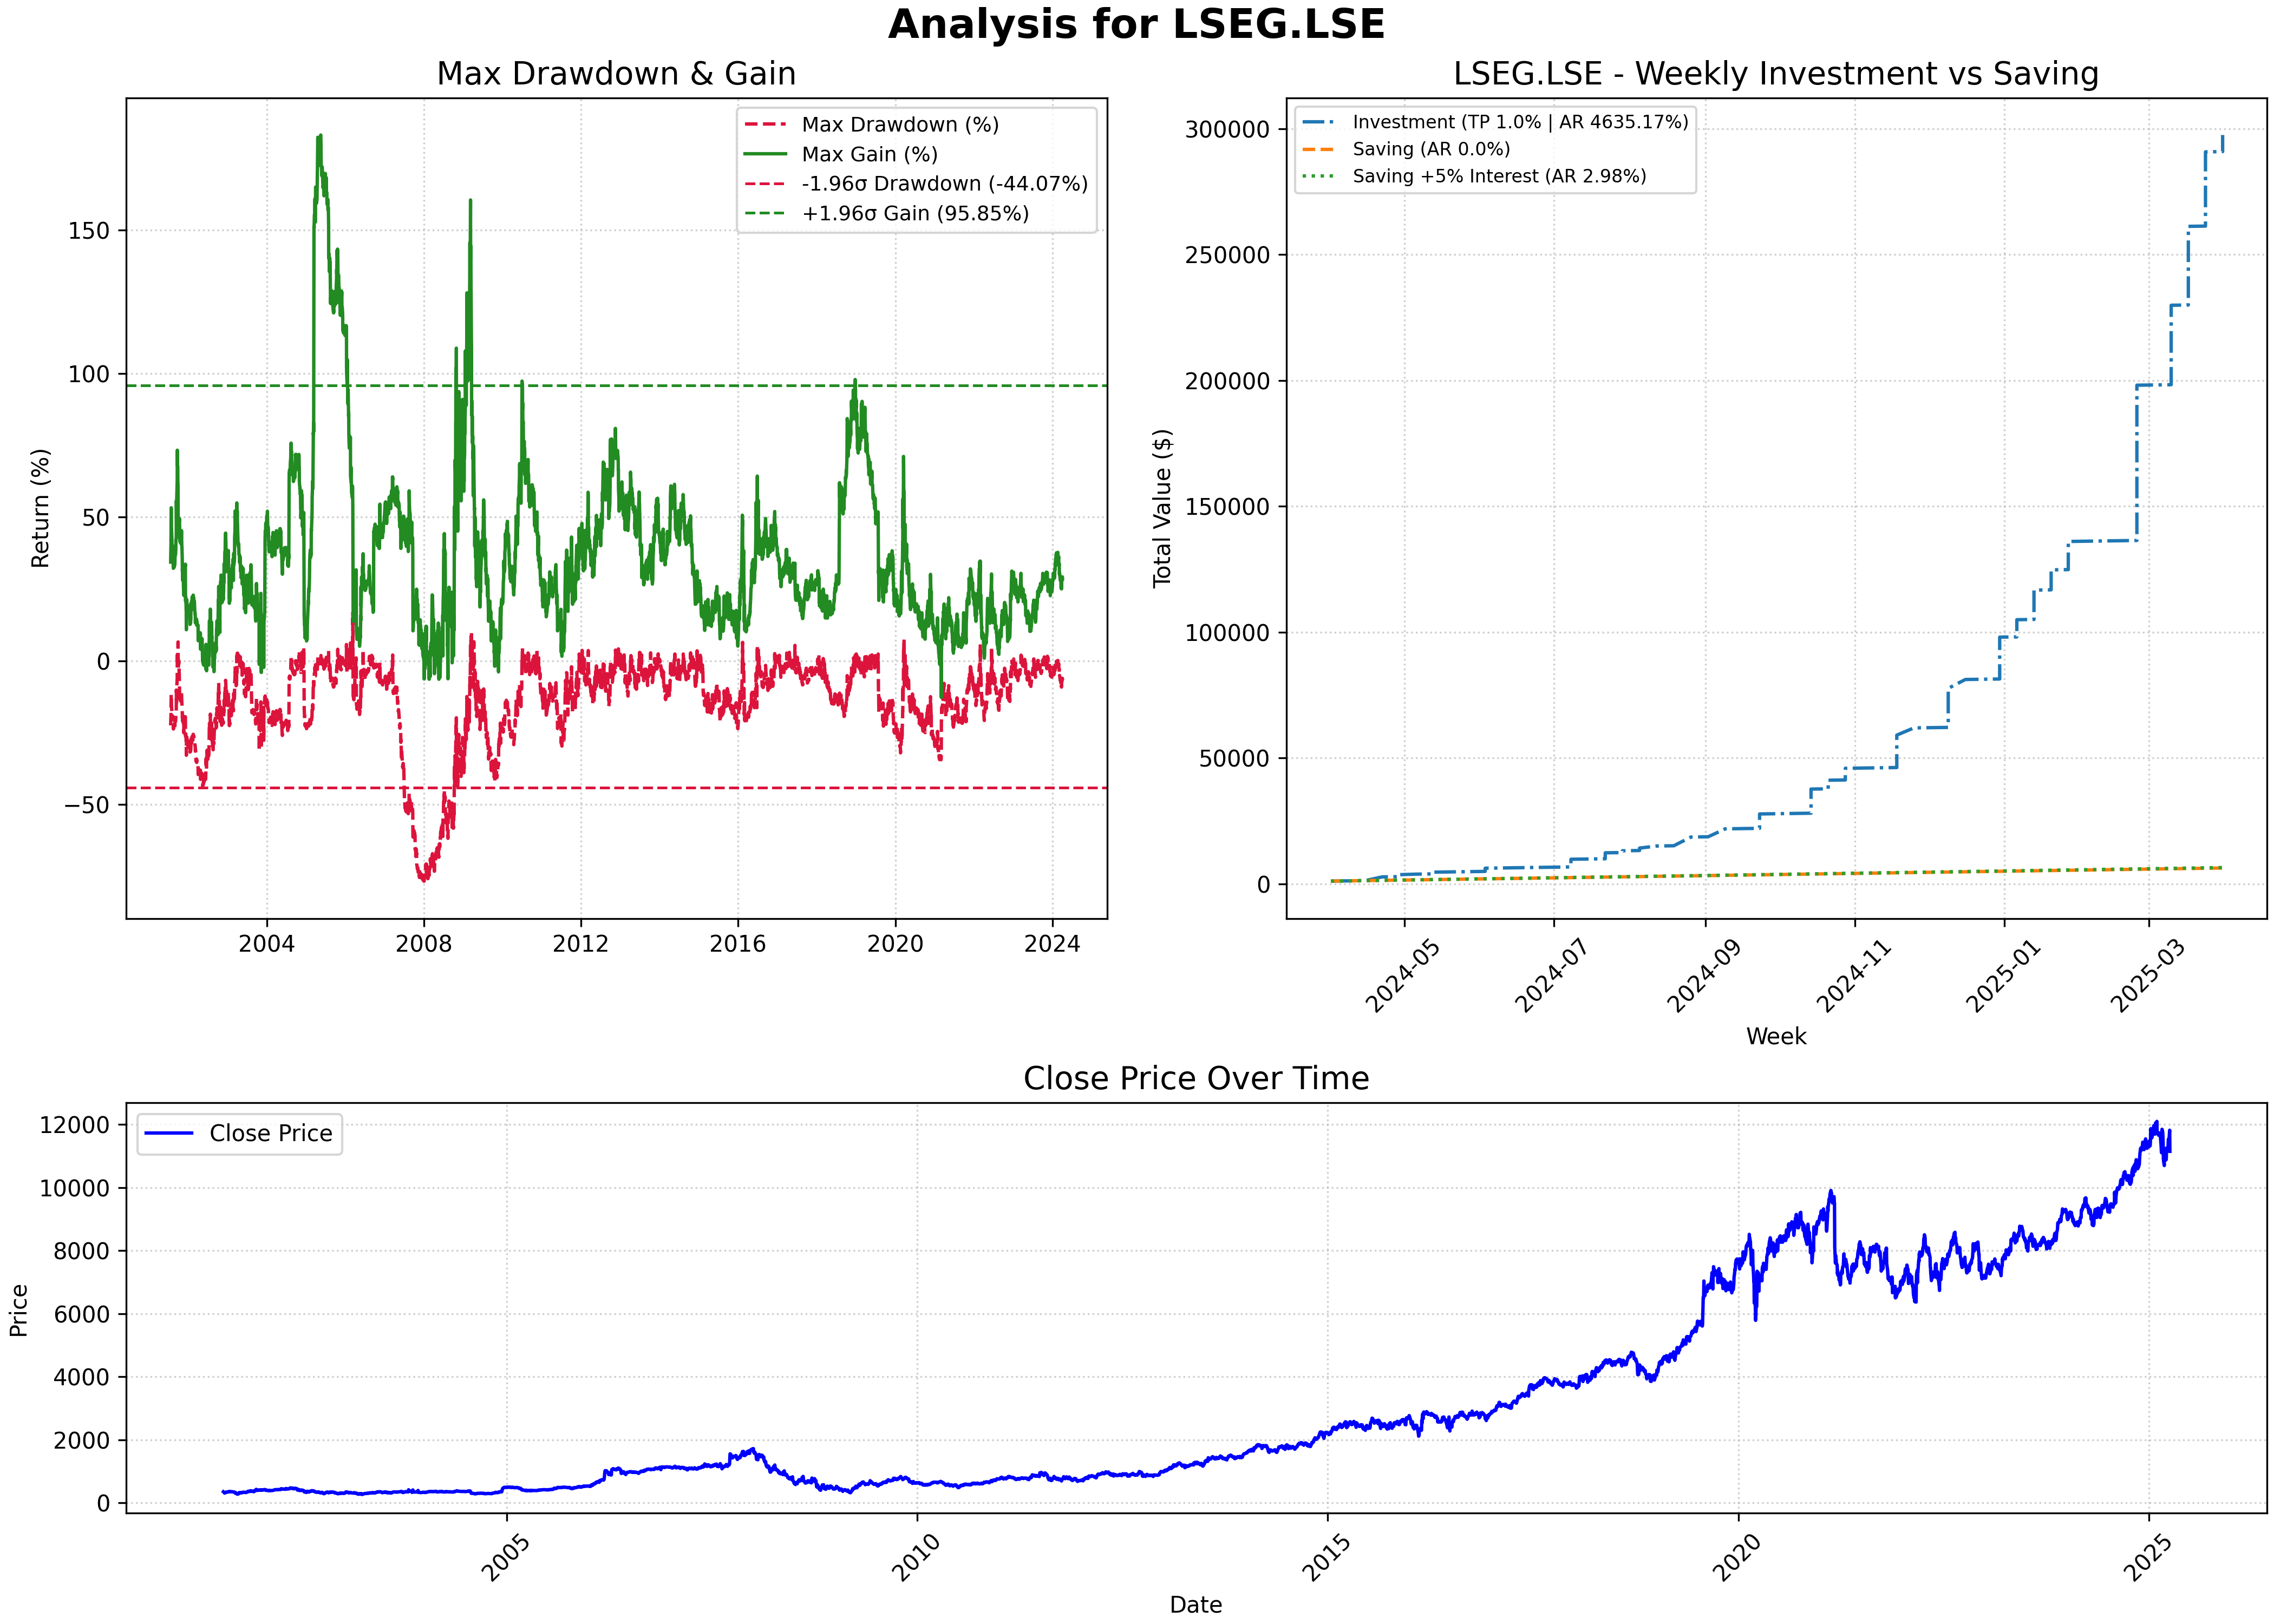 Analysis for LSEG.LSE
Max Drawdown & Gain
Return (%)
150
100
50
0
−50
2004
2008
2012
2016
2020
2024
Max Drawdown (%)
Max Gain (%)
-1.96σ Drawdown (-44.07%)
+1.96σ Gain (95.85%)
LSEG.LSE - Weekly Investment vs Saving
Total Value ($)
300000
250000
200000
150000
100000
50000
0
Investment (TP 1.0% | AR 4635.17%)
Saving (AR 0.0%)
Saving +5% Interest (AR 2.98%)
2024-05
2024-07
2024-09
2024-11
2025-01
2025-03
Week
Close Price Over Time
Price
12000
10000
8000
6000
4000
2000
0
Close Price
2005
2010
2015
2020
2025
Date